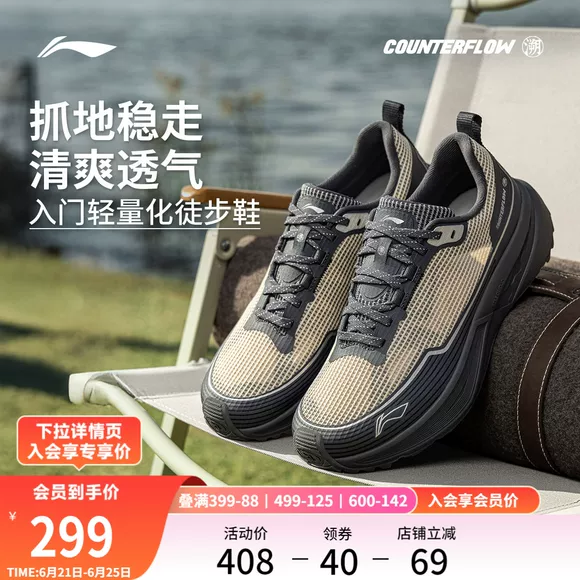 COUNTERFLOW 溯
抓地稳走
清爽透气
入门轻量化徒步鞋
下拉详情页
入会享专享价
会员到手价
¥299
TIME:6月21日-6月25日
叠满399-88 | 499-125 | 600-142
入会享会员价
活动价 领券 店铺立减
408 — 40 — 69